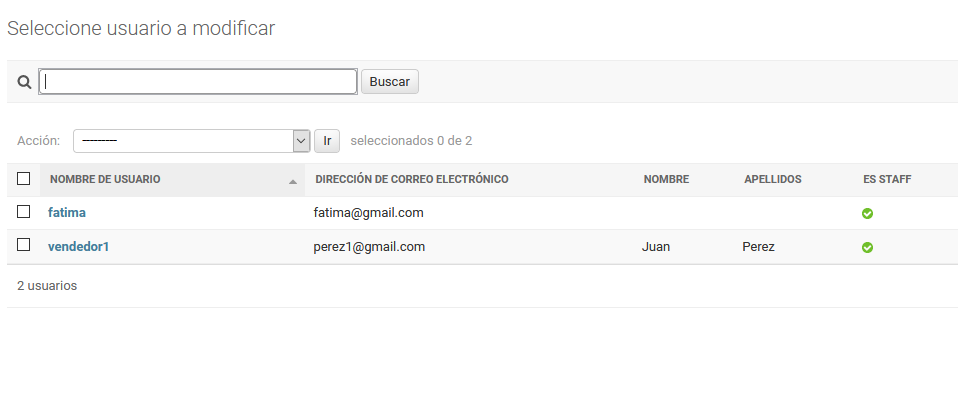 Seleccione usuario a modificar
Buscar
Acción: --------- Ir seleccionados 0 de 2
NOMBRE DE USUARIO DIRECCIÓN DE CORREO ELECTRÓNICO NOMBRE APELLIDOS ES STAFF
fatima fatima@gmail.com
vendedor1 perez1@gmail.com Juan Perez
2 usuarios